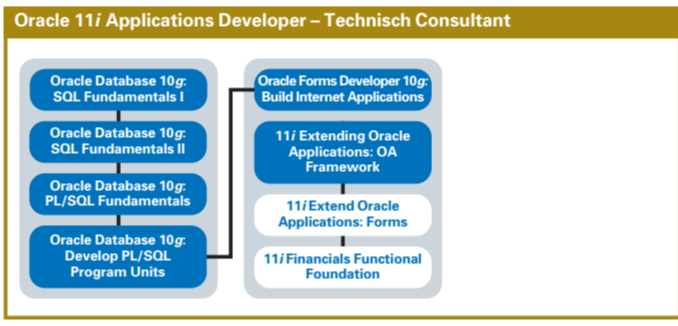 Oracle 11i Applications Developer – Technisch Consultant
Oracle Database 10g:
SQL Fundamentals I
Oracle Database 10g:
SQL Fundamentals II
Oracle Database 10g:
PL/SQL Fundamentals
Oracle Database 10g:
Develop PL/SQL
Program Units
Oracle Forms Developer 10g:
Build Internet Applications
11i Extending Oracle
Applications: OA
Framework
11i Extend Oracle
Applications: Forms
11i Financials Functional
Foundation